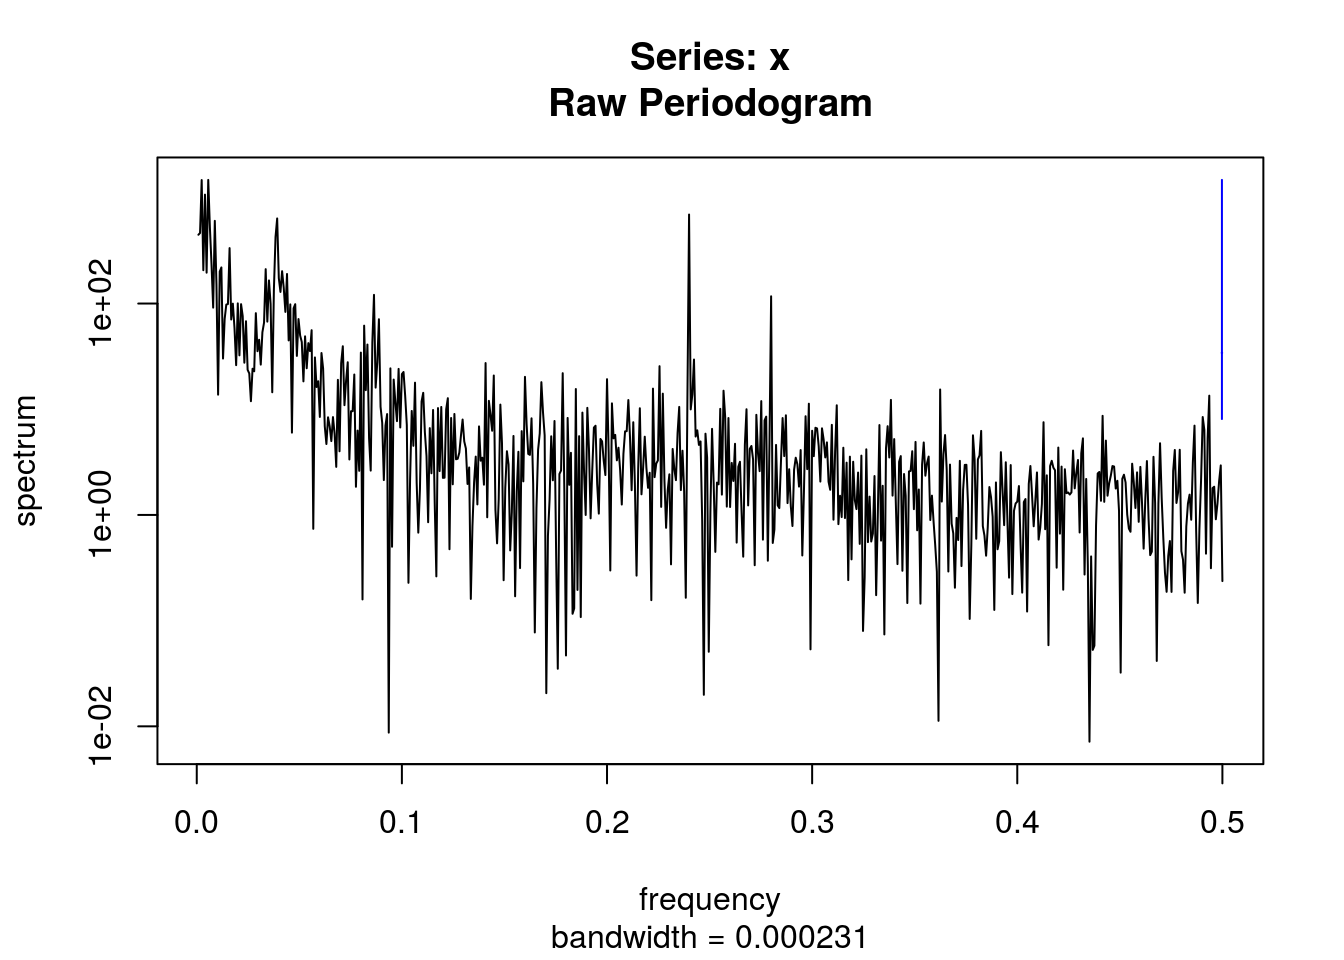 Series: x
Raw Periodogram
spectrum
1e+02
1e+00
1e-02
0.0 0.1 0.2 0.3 0.4 0.5
frequency
bandwidth = 0.000231